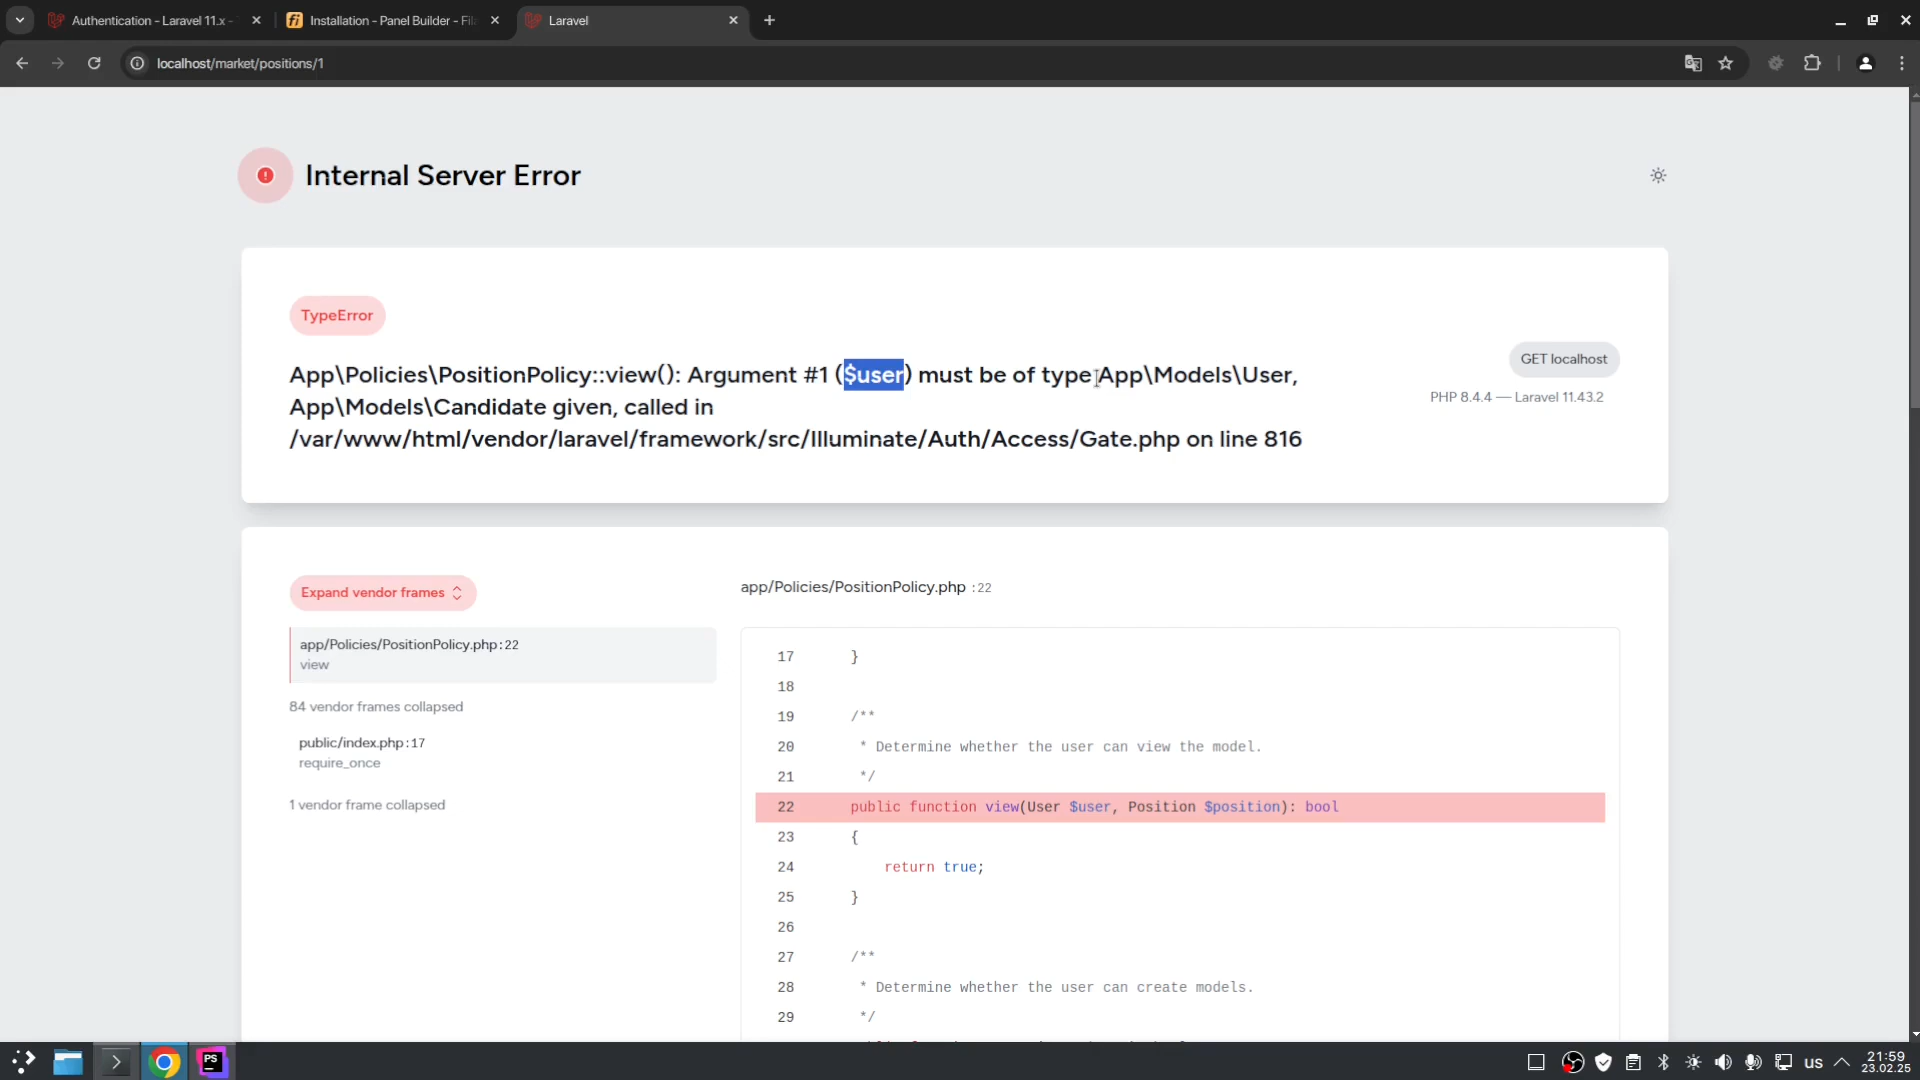 Authentication - Laravel 11.x -
Installation - Panel Builder - Fil
Laravel
localhost/market/positions/1
Internal Server Error
TypeError
App\Policies\PositionPolicy::view(): Argument #1 ($user) must be of type App\Models\User,
App\Models\Candidate given, called in
/var/www/html/vendor/laravel/framework/src/Illuminate/Auth/Access/Gate.php on line 816
GET localhost
PHP 8.4.4 — Laravel 11.43.2
Expand vendor frames
app/Policies/PositionPolicy.php:22
view
84 vendor frames collapsed
public/index.php:17
require_once
1 vendor frame collapsed
app/Policies/PositionPolicy.php :22
17 }
18
19 /**
20 * Determine whether the user can view the model.
21 */
22 public function view(User $user, Position $position): bool
23 {
24 return true;
25 }
26
27 /**
28 * Determine whether the user can create models.
29 */
PS
us
21:59
23.02.25